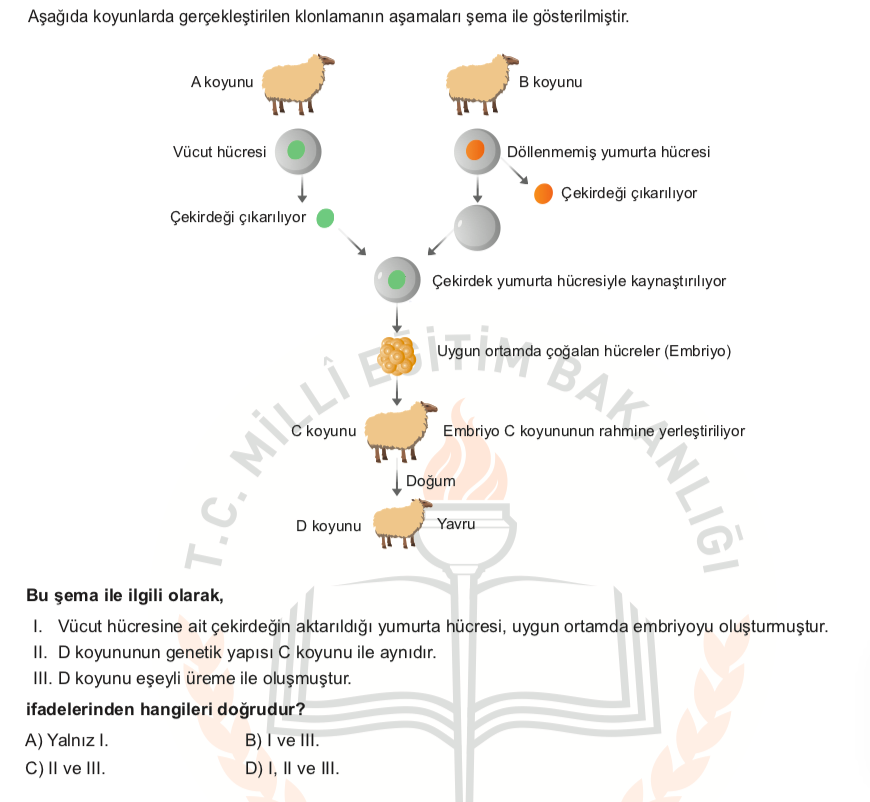 Aşağıda koyunlarda gerçekleştirilen klonlamanın aşamaları şema ile gösterilmiştir.
A koyunu
B koyunu
Vücut hücresi
Döllenmemiş yumurta hücresi
Çekirdeği çıkarılıyor
Çekirdeği çıkarılıyor
Çekirdek yumurta hücresiyle kaynaştırılıyor
Uygun ortamda çoğalan hücreler (Embriyo)
C koyunu
Embriyo C koyununun rahmine yerleştiriliyor
Doğum
D koyunu
Yavru
T.C. MİLLÎ EĞİTİM BAKANLIĞI
Bu şema ile ilgili olarak,
I. Vücut hücresine ait çekirdeğin aktarıldığı yumurta hücresi, uygun ortamda embriyoyu oluşturmuştur.
II. D koyununun genetik yapısı C koyunu ile aynıdır.
III. D koyunu eşeyli üreme ile oluşmuştur.
ifadelerinden hangileri doğrudur?
A) Yalnız I. B) I ve III.
C) II ve III. D) I, II ve III.